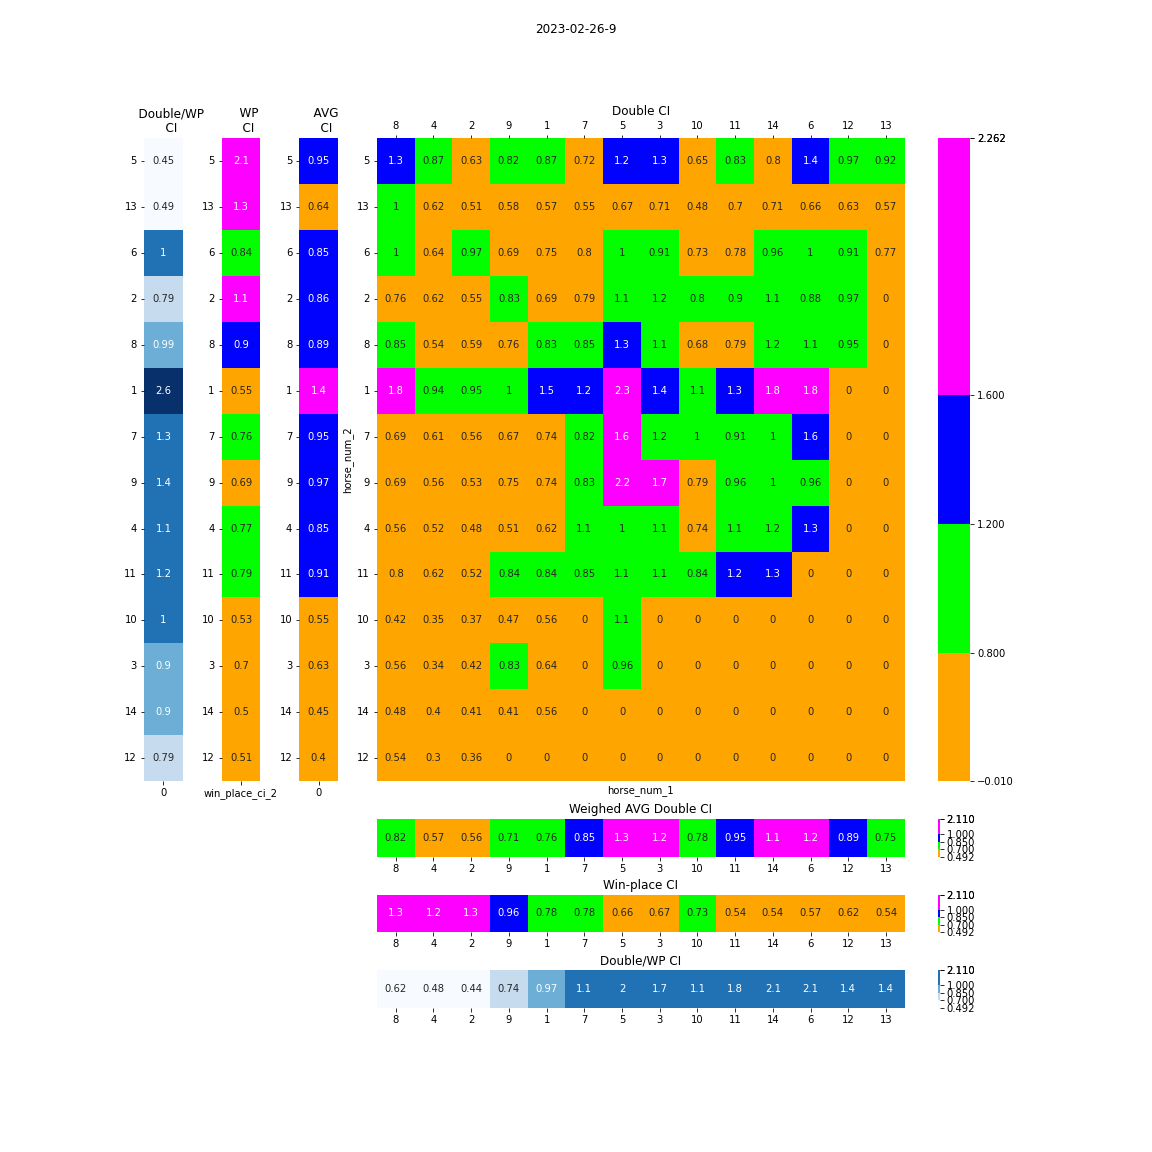 2023-02-26-9
Double/WP CI
WP CI
AVG CI
Double CI
8 4 2 9 1 7 5 3 10 11 14 6 12 13
5 0.45 5 2.1 5 0.95 5 1.3 0.87 0.63 0.82 0.87 0.72 1.2 1.3 0.65 0.83 0.8 1.4 0.97 0.92
13 0.49 13 1.3 13 0.64 13 1 0.62 0.51 0.58 0.57 0.55 0.67 0.71 0.48 0.7 0.71 0.66 0.63 0.57
6 1 6 0.84 6 0.85 6 1 0.64 0.97 0.69 0.75 0.8 1 0.91 0.73 0.78 0.96 1 0.91 0.77
2 0.79 2 1.1 2 0.86 2 0.76 0.62 0.55 0.83 0.69 0.79 1.1 1.2 0.8 0.9 1.1 0.88 0.97 0
8 0.99 8 0.9 8 0.89 8 0.85 0.54 0.59 0.76 0.83 0.85 1.3 1.1 0.68 0.79 1.2 1.1 0.95 0
1 2.6 1 0.55 1 1.4 1 1.8 0.94 0.95 1 1.5 1.2 2.3 1.4 1.1 1.3 1.8 1.8 0 0
7 1.3 7 0.76 7 0.95 7 0.69 0.61 0.56 0.67 0.74 0.82 1.6 1.2 1 0.91 1 1.6 0 0
9 1.4 9 0.69 9 0.97 9 0.69 0.56 0.53 0.75 0.74 0.83 2.2 1.7 0.79 0.96 1 0.96 0 0
4 1.1 4 0.77 4 0.85 4 0.56 0.52 0.48 0.51 0.62 1.1 1 1.1 0.74 1.1 1.2 1.3 0 0
11 1.2 11 0.79 11 0.91 11 0.8 0.62 0.52 0.84 0.84 0.85 1.1 1.1 0.84 1.2 1.3 0 0 0
10 1 10 0.53 10 0.55 10 0.42 0.35 0.37 0.47 0.56 0 1.1 0 0 0 0 0 0 0
3 0.9 3 0.7 3 0.63 3 0.56 0.34 0.42 0.83 0.64 0 0.96 0 0 0 0 0 0 0
14 0.9 14 0.5 14 0.45 14 0.48 0.4 0.41 0.41 0.56 0 0 0 0 0 0 0 0 0
12 0.79 12 0.51 12 0.4 12 0.54 0.3 0.36 0 0 0 0 0 0 0 0 0 0 0
horse_num_2
0 win_place_ci_2 0 horse_num_1
2.262
1.600
1.200
0.800
−0.010
Weighed AVG Double CI
0.82 0.57 0.56 0.71 0.76 0.85 1.3 1.2 0.78 0.95 1.1 1.2 0.89 0.75
8 4 2 9 1 7 5 3 10 11 14 6 12 13
2.110
1.000
0.850
0.700
0.492
Win-place CI
1.3 1.2 1.3 0.96 0.78 0.78 0.66 0.67 0.73 0.54 0.54 0.57 0.62 0.54
8 4 2 9 1 7 5 3 10 11 14 6 12 13
2.110
1.000
0.850
0.700
0.492
Double/WP CI
0.62 0.48 0.44 0.74 0.97 1.1 2 1.7 1.1 1.8 2.1 2.1 1.4 1.4
8 4 2 9 1 7 5 3 10 11 14 6 12 13
2.110
1.000
0.850
0.700
0.492